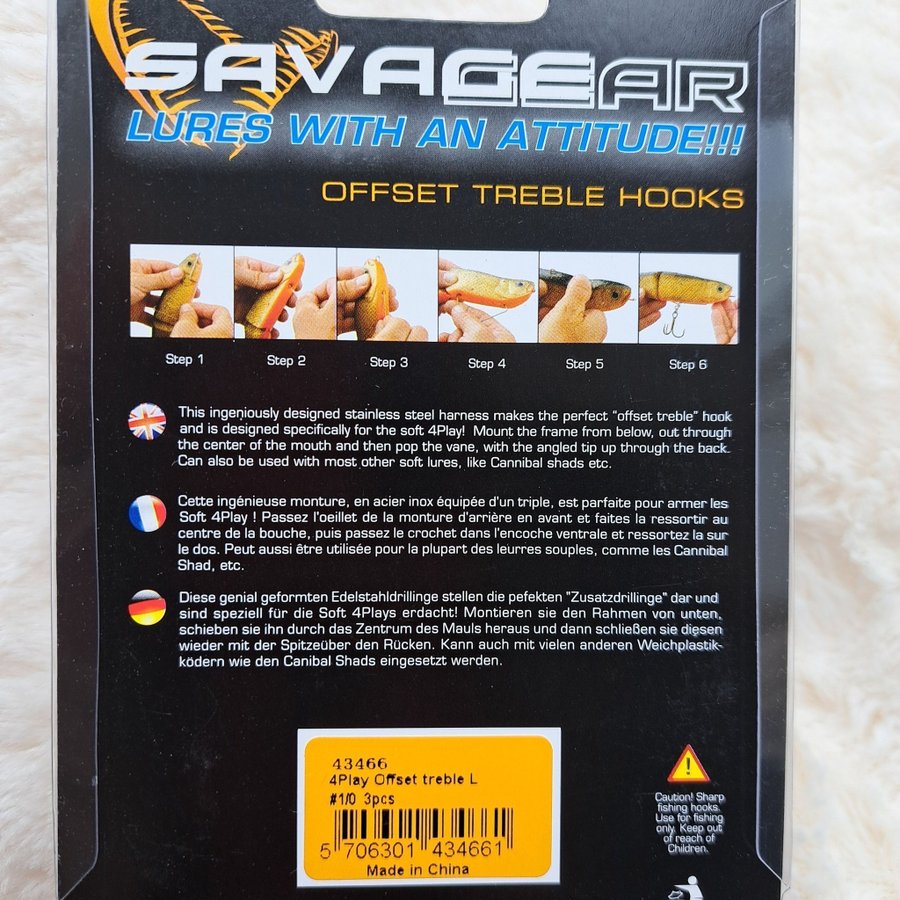 SAVAGEAR
LURES WITH AN ATTITUDE!!!
OFFSET TREBLE HOOKS
Step 1 Step 2 Step 3 Step 4 Step 5 Step 6
This ingeniously designed stainless steel harness makes the perfect "offset treble" hook
and is designed specifically for the soft 4Play! Mount the frame from below, out through
the center of the mouth and then pop the vane, with the angled tip up through the back.
Can also be used with most other soft lures, like Cannibal shads etc.
Cette ingénieuse monture, en acier inox équipée d'un triple, est parfaite pour armer les
Soft 4Play ! Passez l'oeillet de la monture d'arrière en avant et faites la ressortir au
centre de la bouche, puis passez le crochet dans l'encoche ventrale et ressortez la sur
le dos. Peut aussi être utilisée pour la plupart des leurres souples, comme les Cannibal
Shad, etc.
Diese genial geformten Edelstahldrillinge stellen die pefekten "Zusatzdrillinge" dar und
sind speziell für die Soft 4Plays erdacht! Montieren sie den Rahmen von unten,
schieben sie ihn durch das Zentrum des Mauls heraus und dann schließen sie diesen
wieder mit der Spitzeüber den Rücken. Kann auch mit vielen anderen Weichplastik-
ködern wie den Canibal Shads eingesetzt werden.
43466
4Play Offset treble L
#1/0 3pcs
5 706301 434661
Made in China
Caution! Sharp
fishing hooks.
Use for fishing
only. Keep out
of reach of
Children.